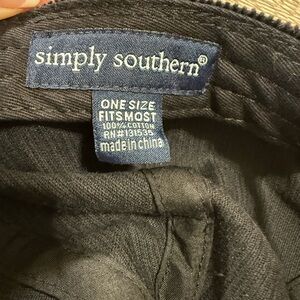 simply southern®
ONE SIZE
FITS MOST
100% COTTON
RN#131535
made in china